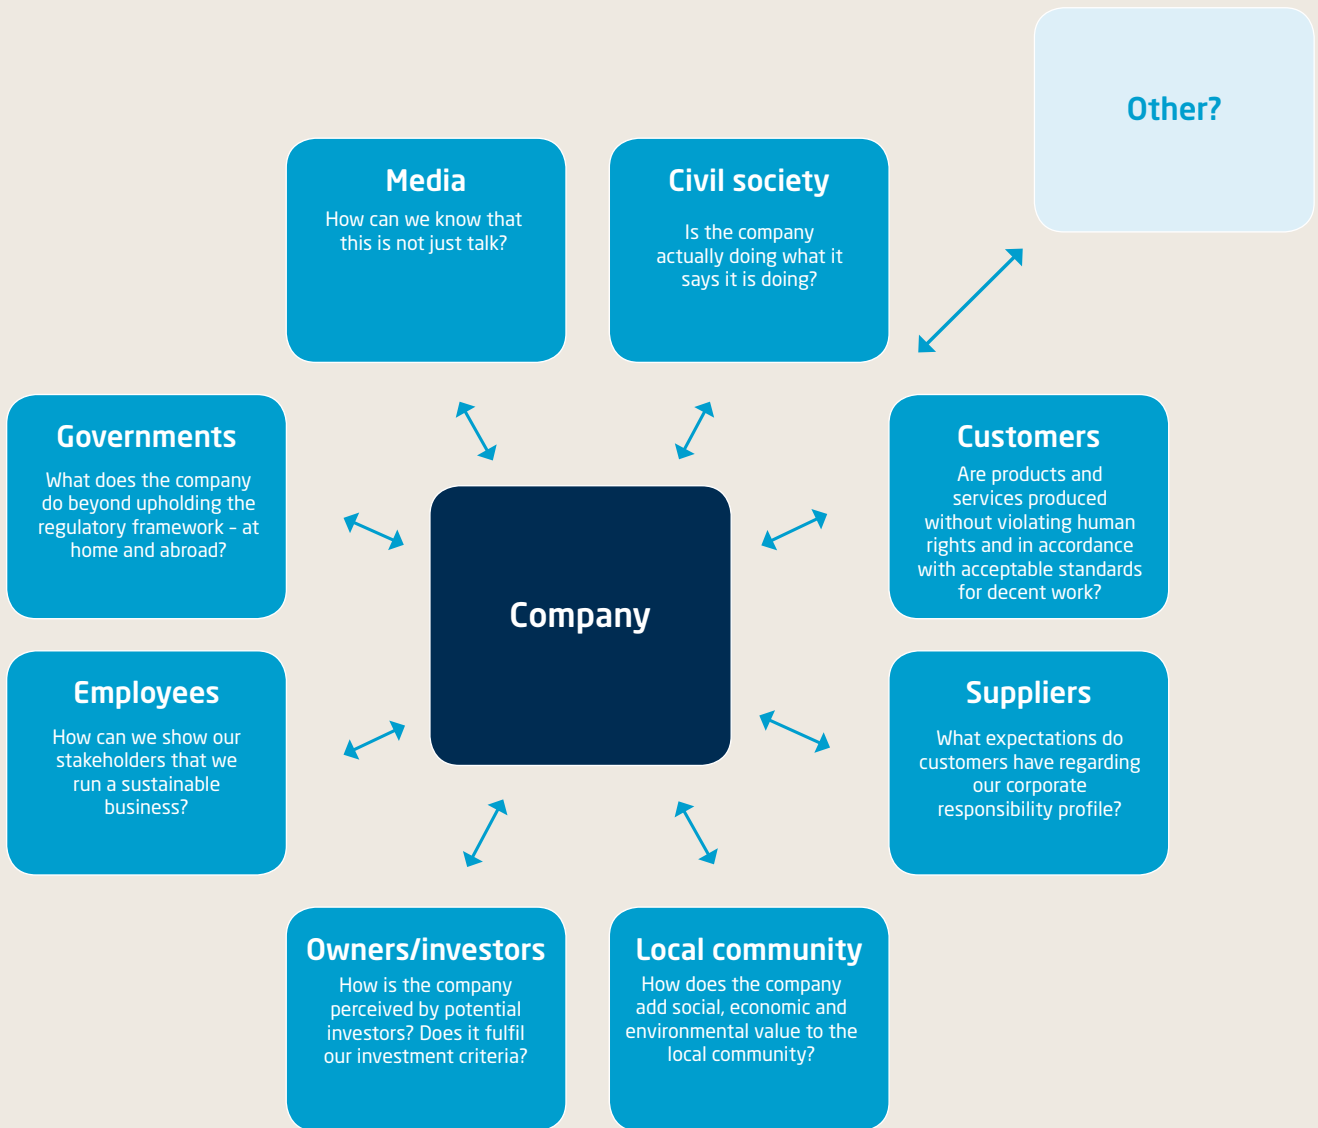 Other?
Media
How can we know that
this is not just talk?
Civil society
Is the company
actually doing what it
says it is doing?
Governments
What does the company
do beyond upholding the
regulatory framework – at
home and abroad?
Customers
Are products and
services produced
without violating human
rights and in accordance
with acceptable standards
for decent work?
Company
Employees
How can we show our
stakeholders that we
run a sustainable
business?
Suppliers
What expectations do
customers have regarding
our corporate
responsibility profile?
Owners/investors
How is the company
perceived by potential
investors? Does it fulfil
our investment criteria?
Local community
How does the company
add social, economic and
environmental value to the
local community?